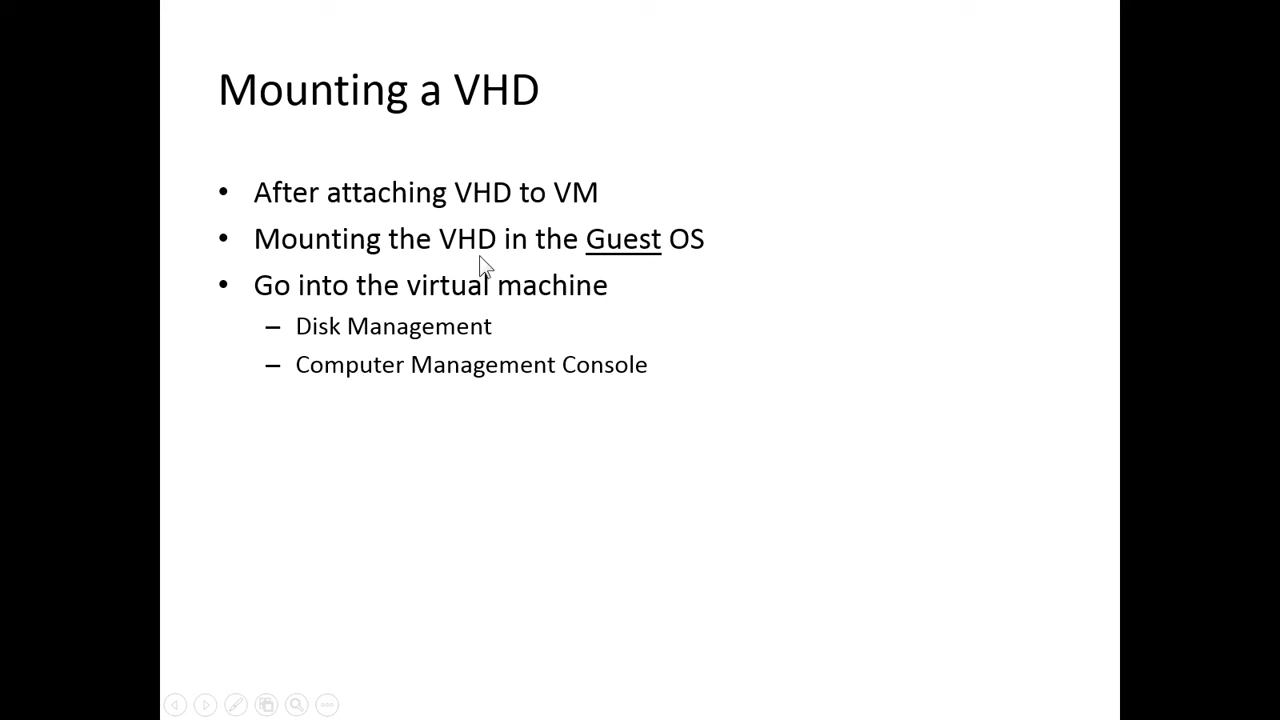 Mounting a VHD
• After attaching VHD to VM
• Mounting the VHD in the Guest OS
• Go into the virtual machine
– Disk Management
– Computer Management Console